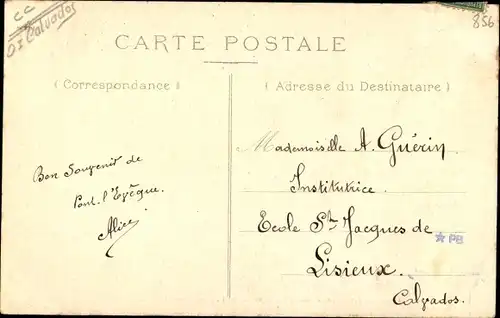 CC
Calvados
856
CARTE POSTALE
( Correspondance )
( Adresse du Destinataire )
Bon Souvenir de
Pont. l'Evêque.
Alice
Mademoiselle A. Guérin.
Institutrice.
Ecole St Jacques de
PB
Lisieux.
Calvados.